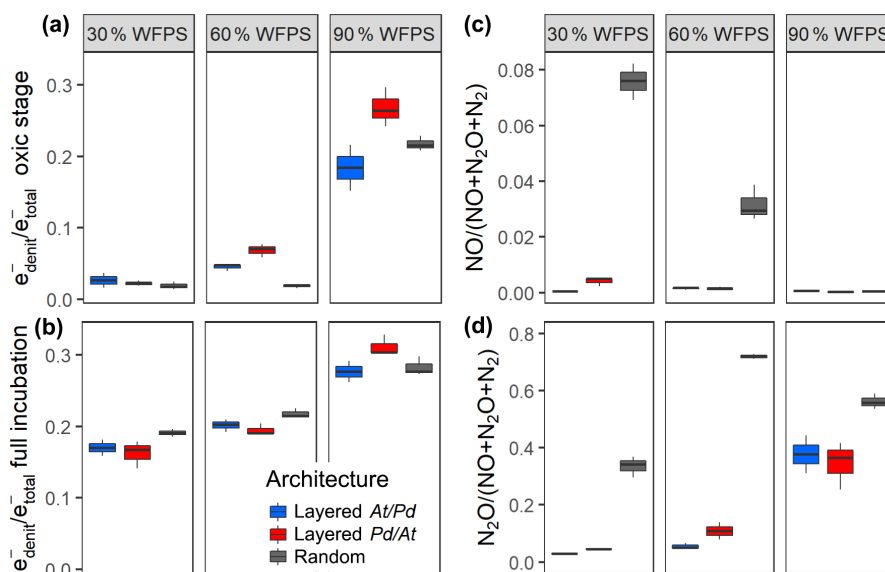 (a)
30 % WFPS
60 % WFPS
90 % WFPS
e⁻denit/e⁻total oxic stage
0.3
0.2
0.1
0.0
(b)
e⁻denit/e⁻total full incubation
0.3
0.2
0.1
0.0
Architecture
Layered At/Pd
Layered Pd/At
Random
(c)
30 % WFPS
60 % WFPS
90 % WFPS
NO/(NO+N₂O+N₂)
0.08
0.06
0.04
0.02
0.00
(d)
N₂O/(NO+N₂O+N₂)
0.8
0.6
0.4
0.2
0.0